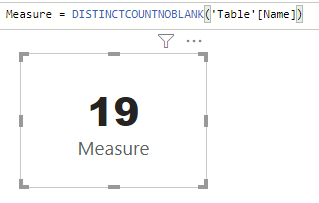 Measure = DISTINCTCOUNTNOBLANK('Table'[Name])
19
Measure